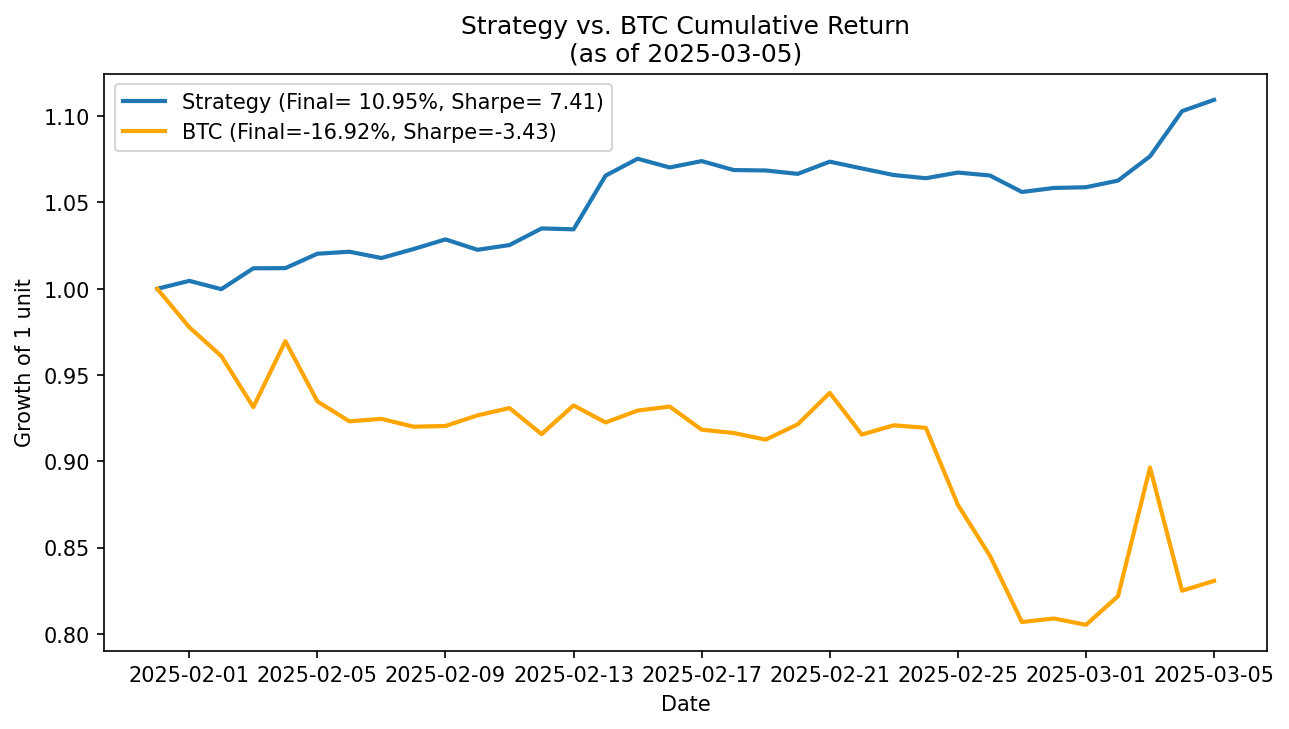 Strategy vs. BTC Cumulative Return
(as of 2025-03-05)
Strategy (Final= 10.95%, Sharpe= 7.41)
BTC (Final=-16.92%, Sharpe=-3.43)
Growth of 1 unit
1.10
1.05
1.00
0.95
0.90
0.85
0.80
2025-02-01 2025-02-05 2025-02-09 2025-02-13 2025-02-17 2025-02-21 2025-02-25 2025-03-01 2025-03-05
Date